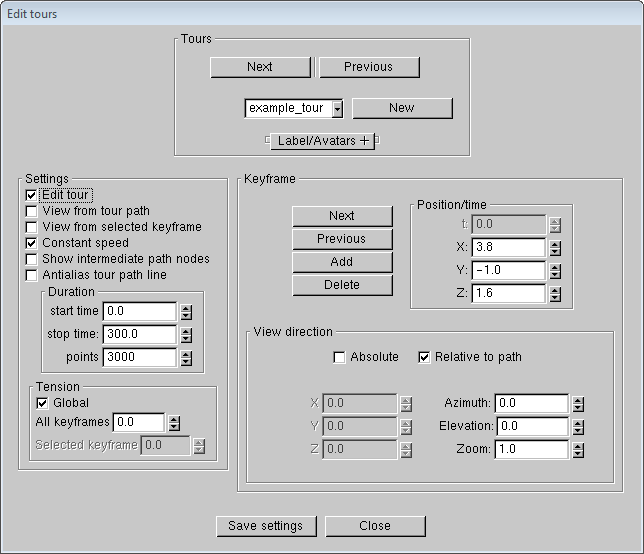 Edit tours
Tours
Next Previous
example_tour New
Label/Avatars +
Settings
Edit tour
View from tour path
View from selected keyframe
Constant speed
Show intermediate path nodes
Antialias tour path line
Duration
start time 0.0
stop time: 300.0
points 3000
Tension
Global
All keyframes 0.0
Selected keyframe 0.0
Keyframe
Next
Previous
Add
Delete
Position/time
t: 0.0
X: 3.8
Y: -1.0
Z: 1.6
View direction
Absolute Relative to path
X 0.0 Azimuth: 0.0
Y 0.0 Elevation: 0.0
Z 0.0 Zoom: 1.0
Save settings Close